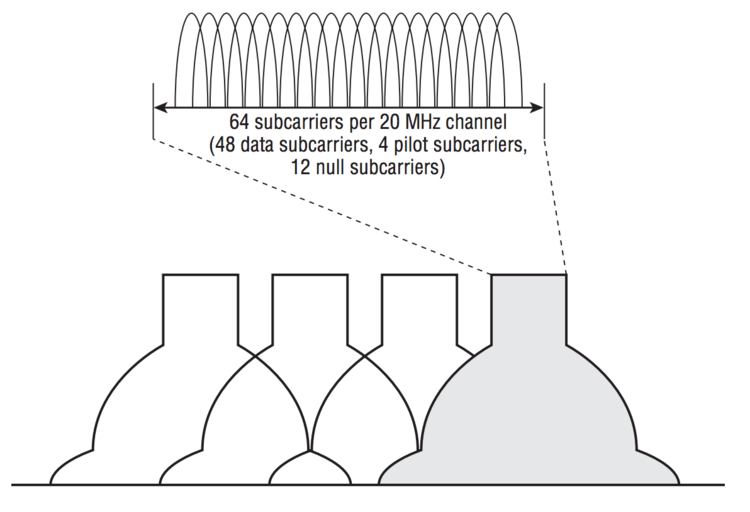 64 subcarriers per 20 MHz channel
(48 data subcarriers, 4 pilot subcarriers,
12 null subcarriers)